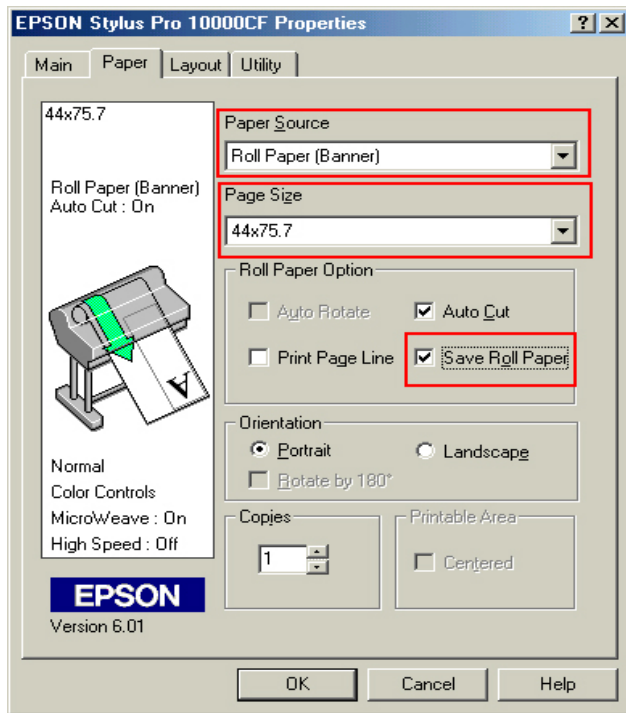 EPSON Stylus Pro 10000CF Properties
Main Paper Layout Utility
44x75.7
Roll Paper (Banner)
Auto Cut : On
A
Normal
Color Controls
MicroWeave : On
High Speed : Off
EPSON
Version 6.01
Paper Source
Roll Paper (Banner)
Page Size
44x75.7
Roll Paper Option
Auto Rotate
Auto Cut
Print Page Line
Save Roll Paper
Orientation
Portrait
Landscape
Rotate by 180°
Copies
1
Printable Area
Centered
OK Cancel Help